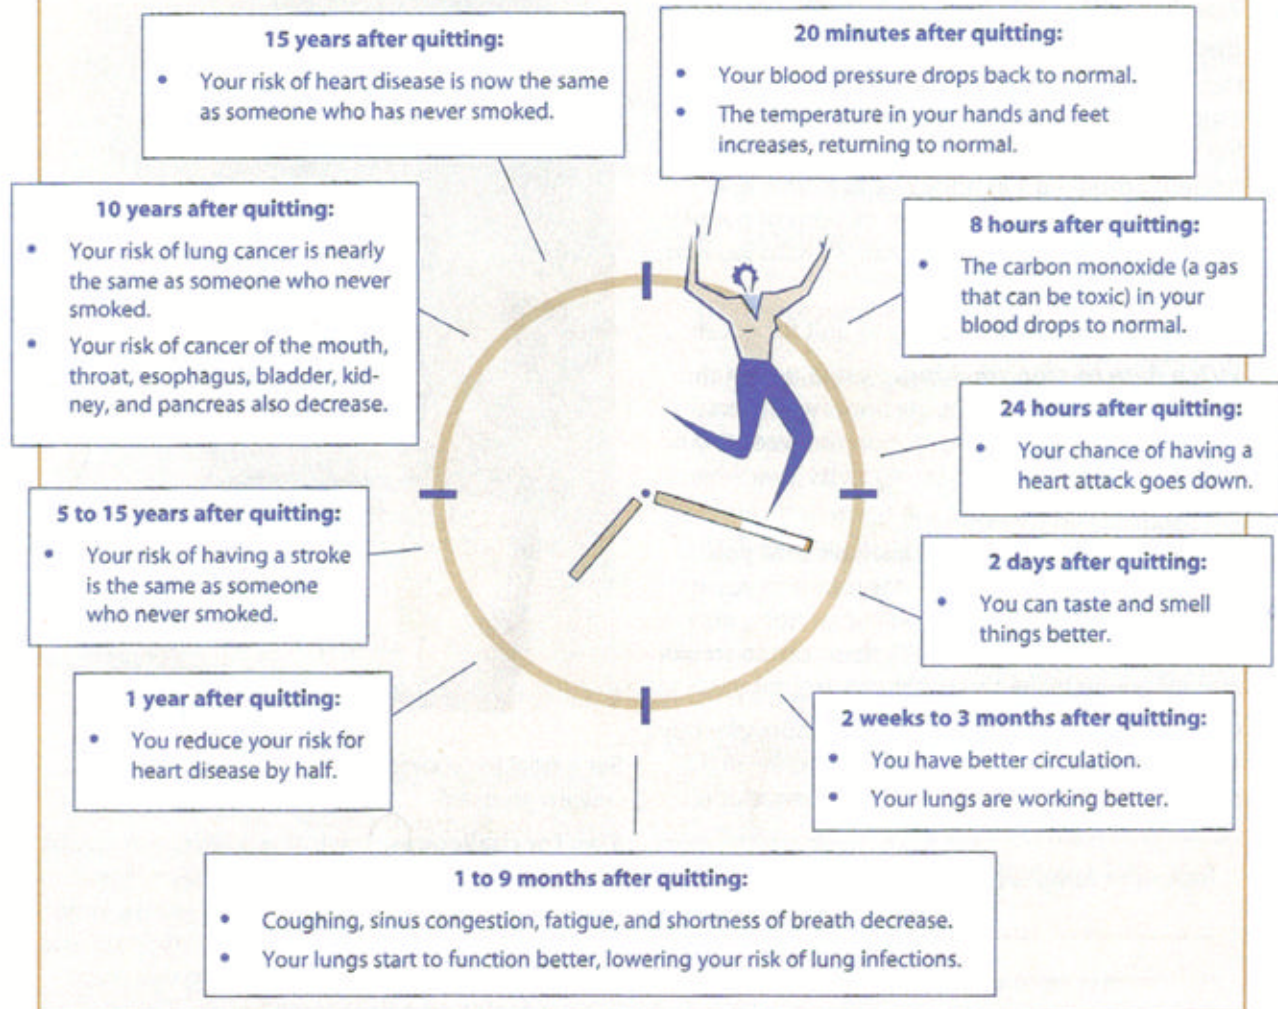 20 minutes after quitting:
• Your blood pressure drops back to normal.
• The temperature in your hands and feet
increases, returning to normal.
8 hours after quitting:
• The carbon monoxide (a gas
that can be toxic) in your
blood drops to normal.
24 hours after quitting:
• Your chance of having a
heart attack goes down.
2 days after quitting:
• You can taste and smell
things better.
2 weeks to 3 months after quitting:
• You have better circulation.
• Your lungs are working better.
1 to 9 months after quitting:
• Coughing, sinus congestion, fatigue, and shortness of breath decrease.
• Your lungs start to function better, lowering your risk of lung infections.
1 year after quitting:
• You reduce your risk for
heart disease by half.
5 to 15 years after quitting:
• Your risk of having a stroke
is the same as someone
who never smoked.
10 years after quitting:
• Your risk of lung cancer is nearly
the same as someone who never
smoked.
• Your risk of cancer of the mouth,
throat, esophagus, bladder, kid-
ney, and pancreas also decrease.
15 years after quitting:
• Your risk of heart disease is now the same
as someone who has never smoked.